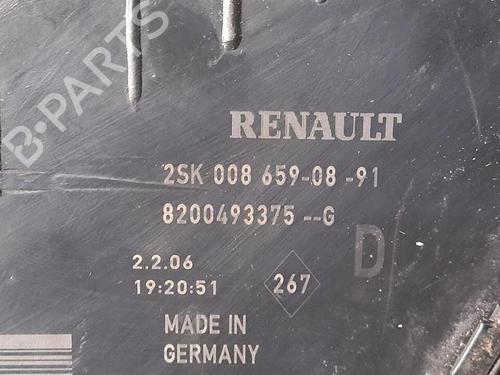 B-PARTS
RENAULT
2SK 008 659-08-91
8200493375--G
D
2.2.06
19:20:51
267
MADE IN
GERMANY